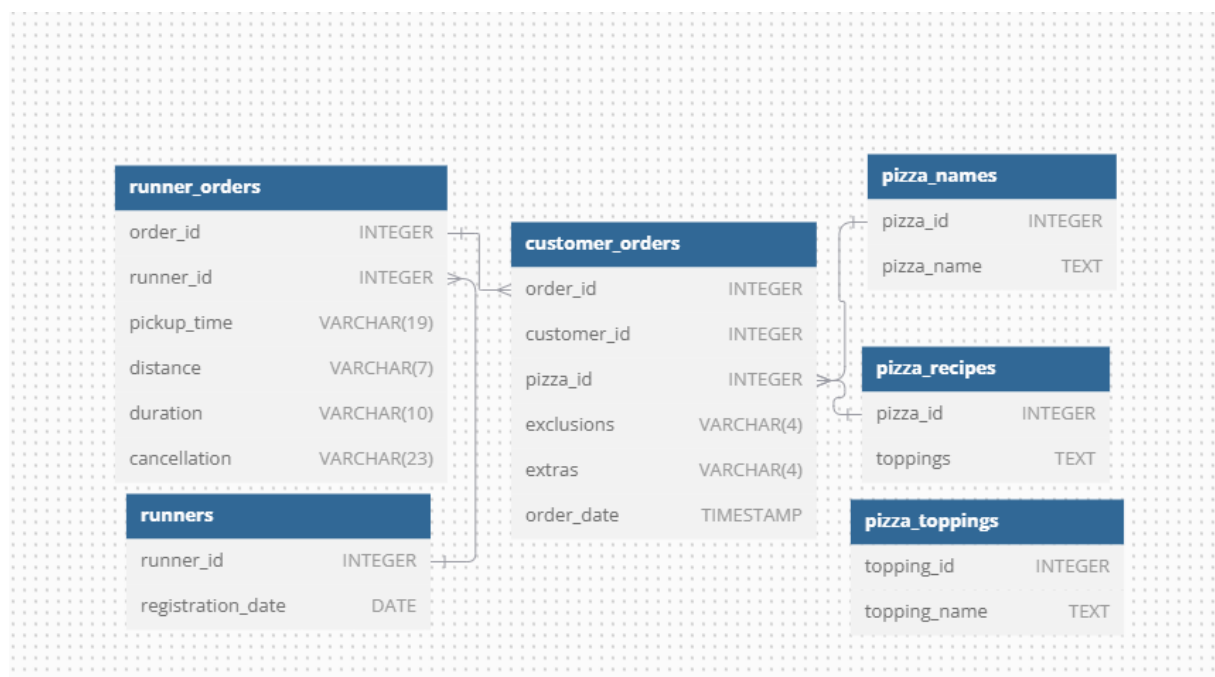 runner_orders
order_id INTEGER
runner_id INTEGER
pickup_time VARCHAR(19)
distance VARCHAR(7)
duration VARCHAR(10)
cancellation VARCHAR(23)
runners
runner_id INTEGER
registration_date DATE
customer_orders
order_id INTEGER
customer_id INTEGER
pizza_id INTEGER
exclusions VARCHAR(4)
extras VARCHAR(4)
order_date TIMESTAMP
pizza_names
pizza_id INTEGER
pizza_name TEXT
pizza_recipes
pizza_id INTEGER
toppings TEXT
pizza_toppings
topping_id INTEGER
topping_name TEXT